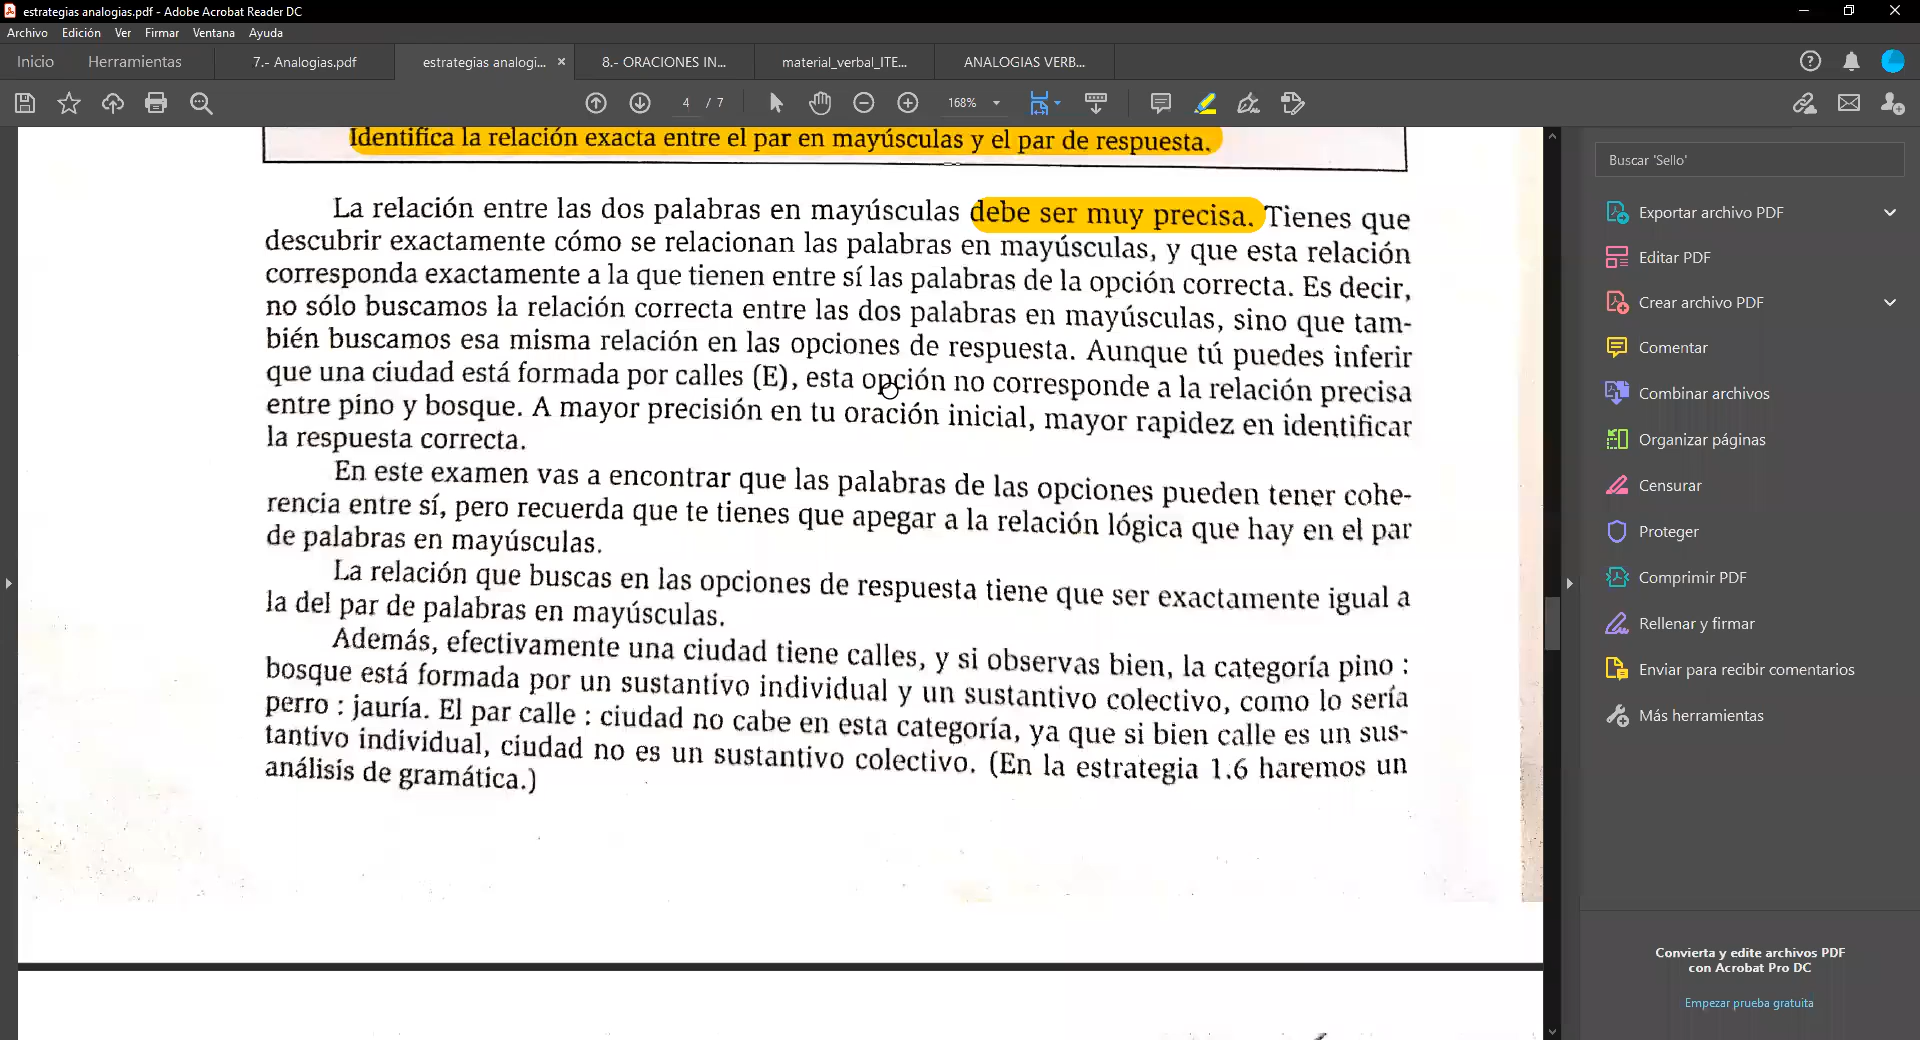 estrategias analogias.pdf - Adobe Acrobat Reader DC
Archivo Edición Ver Firmar Ventana Ayuda
Inicio Herramientas 7.- Analogías.pdf estrategias analogi... × 8.- ORACIONES IN... material_verbal_ITE... ANALOGIAS VERB...
4 / 7 168%
Identifica la relación exacta entre el par en mayúsculas y el par de respuesta.
La relación entre las dos palabras en mayúsculas debe ser muy precisa. Tienes que
descubrir exactamente cómo se relacionan las palabras en mayúsculas, y que esta relación
corresponda exactamente a la que tienen entre sí las palabras de la opción correcta. Es decir,
no sólo buscamos la relación correcta entre las dos palabras en mayúsculas, sino que tam-
bién buscamos esa misma relación en las opciones de respuesta. Aunque tú puedes inferir
que una ciudad está formada por calles (E), esta opción no corresponde a la relación precisa
entre pino y bosque. A mayor precisión en tu oración inicial, mayor rapidez en identificar
la respuesta correcta.
En este examen vas a encontrar que las palabras de las opciones pueden tener cohe-
rencia entre sí, pero recuerda que te tienes que apegar a la relación lógica que hay en el par
de palabras en mayúsculas.
La relación que buscas en las opciones de respuesta tiene que ser exactamente igual a
la del par de palabras en mayúsculas.
Además, efectivamente una ciudad tiene calles, y si observas bien, la categoría pino :
bosque está formada por un sustantivo individual y un sustantivo colectivo, como lo sería
perro : jauría. El par calle : ciudad no cabe en esta categoría, ya que si bien calle es un sus-
tantivo individual, ciudad no es un sustantivo colectivo. (En la estrategia 1.6 haremos un
análisis de gramática.)
Buscar 'Sello'
Exportar archivo PDF
Editar PDF
Crear archivo PDF
Comentar
Combinar archivos
Organizar páginas
Censurar
Proteger
Comprimir PDF
Rellenar y firmar
Enviar para recibir comentarios
Más herramientas
Convierta y edite archivos PDF
con Acrobat Pro DC
Empezar prueba gratuita